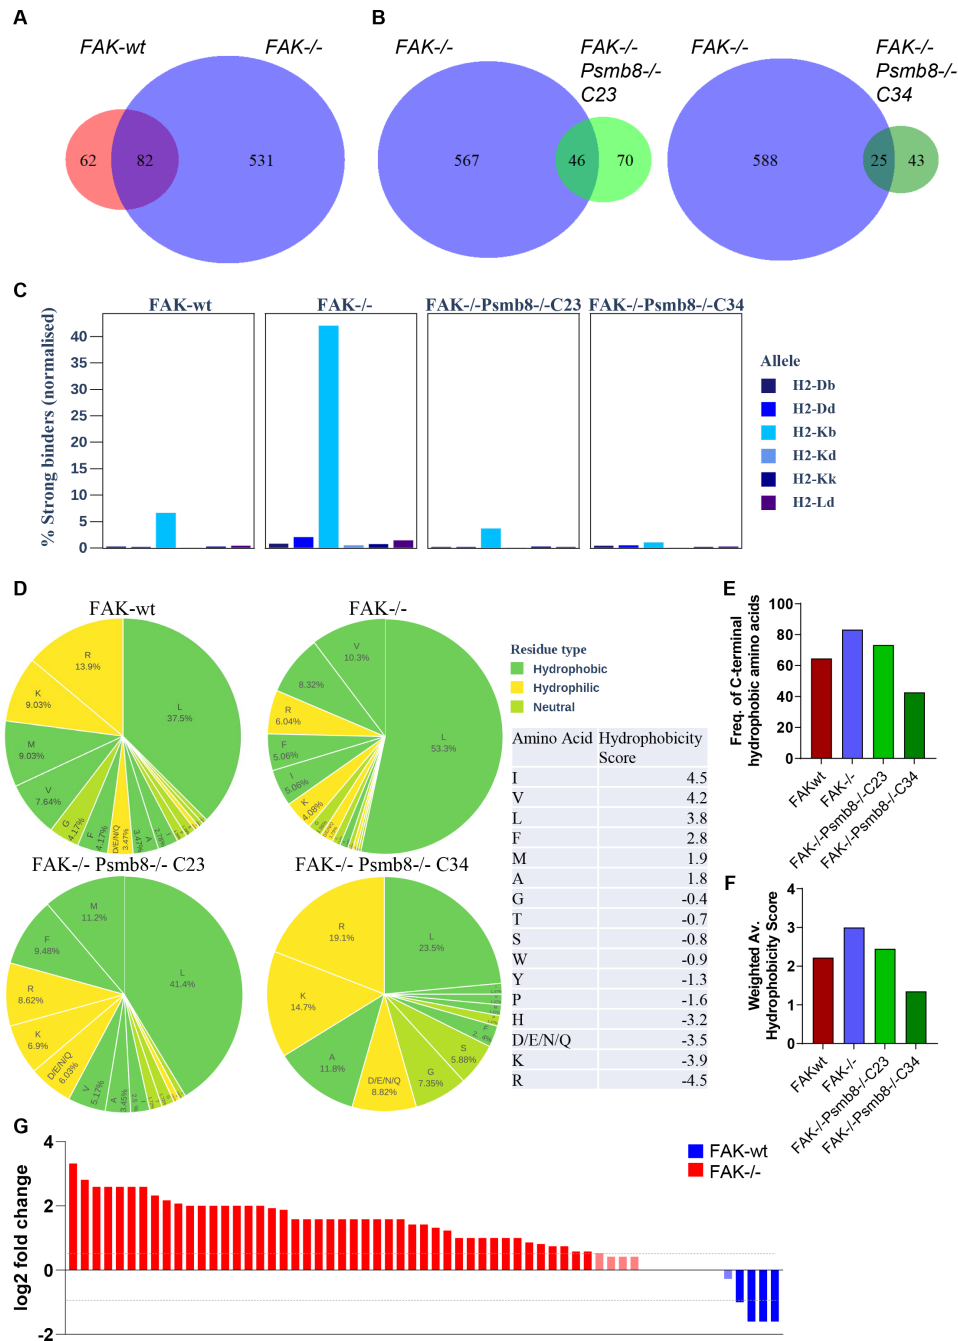 A
B
FAK-wt
FAK-/-
FAK-/-
FAK-/-
Psmb8-/-
C23
FAK-/-
FAK-/-
Psmb8-/-
C34
62
82
531
567
46
70
588
25
43
C
FAK-wt
FAK-/-
FAK-/-Psmb8-/-C23
FAK-/-Psmb8-/-C34
% Strong binders (normalised)
40
35
30
25
20
15
10
5
0
Allele
H2-Db
H2-Dd
H2-Kb
H2-Kd
H2-Kk
H2-Ld
D
FAK-wt
R
13.9%
K
9.03%
M
9.03%
V
7.64%
G
4.17%
F
4.17%
D/E/N/Q
3.47%
A
3.47%
I
2.78%
L
37.5%
FAK-/-
V
10.3%
8.32%
R
6.04%
F
5.06%
I
5.06%
K
4.08%
L
53.3%
Residue type
Hydrophobic
Hydrophilic
Neutral
Amino Acid
Hydrophobicity
Score
I 4.5
V 4.2
L 3.8
F 2.8
M 1.9
A 1.8
G -0.4
T -0.7
S -0.8
W -0.9
Y -1.3
P -1.6
H -3.2
D/E/N/Q -3.5
K -3.9
R -4.5
FAK-/- Psmb8-/- C23
M
11.2%
F
9.48%
R
8.62%
K
6.9%
D/E/N/Q
6.03%
V
5.17%
A
3.45%
I
L
41.4%
FAK-/- Psmb8-/- C34
R
19.1%
K
14.7%
A
11.8%
D/E/N/Q
8.82%
G
7.35%
S
5.88%
F
L
23.5%
E
Freq. of C-terminal
hydrophobic amino acids
100
80
60
40
20
0
FAKwt
FAK-/-
FAK-/-Psmb8-/-C23
FAK-/-Psmb8-/-C34
F
Weighted Av.
Hydrophobicity Score
4
3
2
1
0
FAKwt
FAK-/-
FAK-/-Psmb8-/-C23
FAK-/-Psmb8-/-C34
G
log2 fold change
4
2
0
-2
FAK-wt
FAK-/-